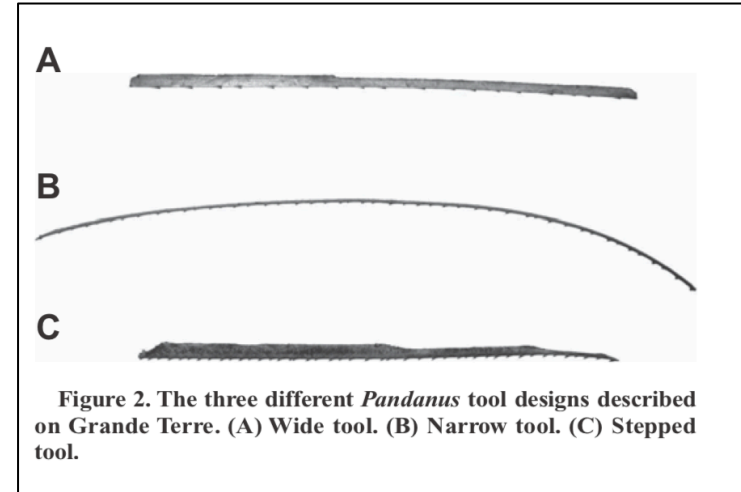 A
B
C
Figure 2. The three different Pandanus tool designs described
on Grande Terre. (A) Wide tool. (B) Narrow tool. (C) Stepped
tool.